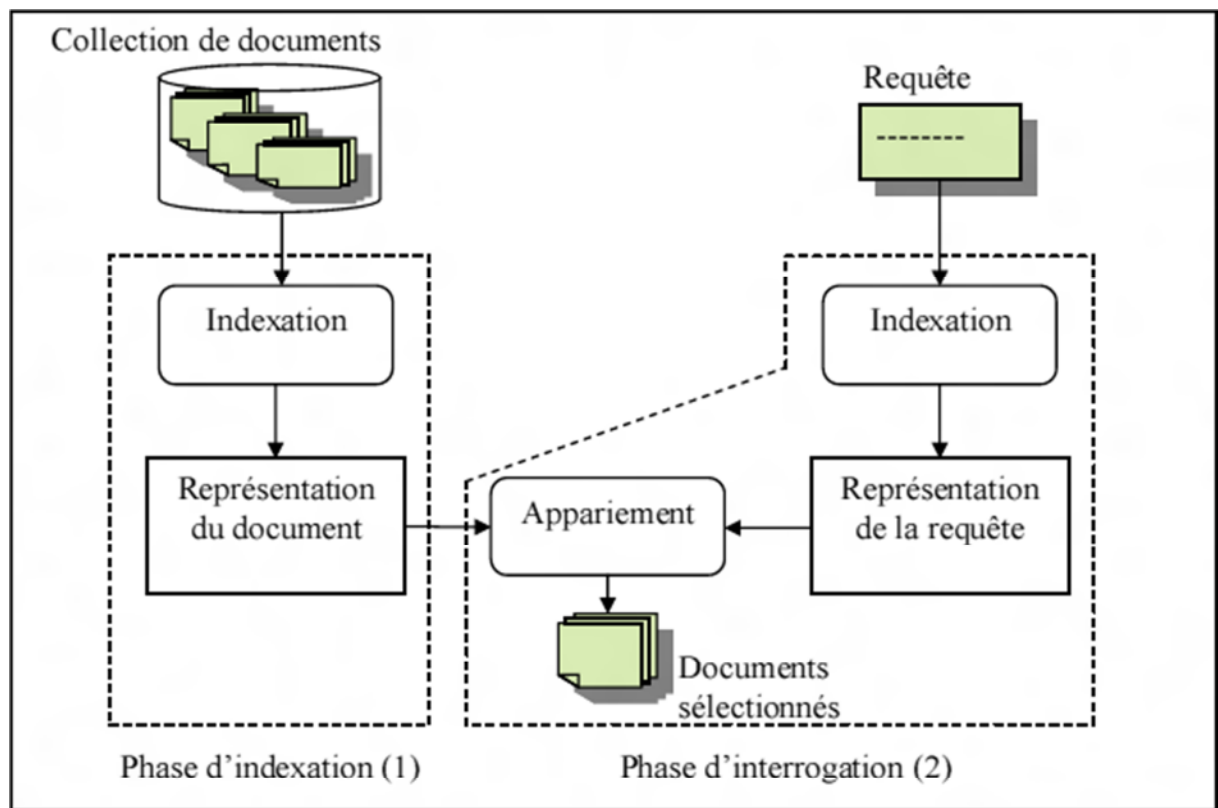 Collection de documents
Requête
Indexation
Indexation
Représentation
du document
Appariement
Représentation
de la requête
Documents
sélectionnés
Phase d’indexation (1)
Phase d’interrogation (2)